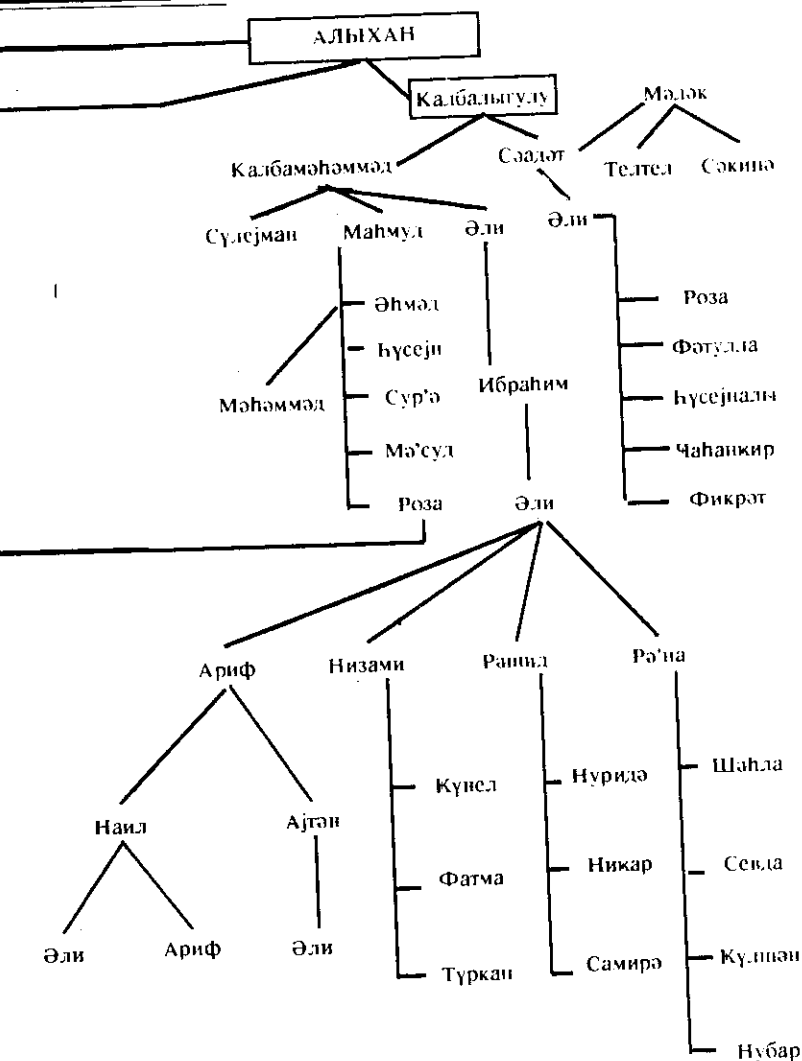 АЛЫХАН
Калбалыгулу
Мәләк
Калбамәһәммәд
Сәадәт
Телтел
Сәкинә
Сүлејман
Маһмуд
Әли
Әли
Әһмәд
Һүсејн
Сур’ә
Мә’суд
Роза
Мәһәммәд
Ибраһим
Әли
Роза
Фәтулла
Һүсејналы
Чаһанкир
Фикрәт
Ариф
Низами
Рашид
Рә’на
Наил
Ајтән
Әли
Ариф
Әли
Күнел
Фатма
Түркан
Нуридә
Никар
Самирә
Шәһла
Севда
Күлшән
Нубар